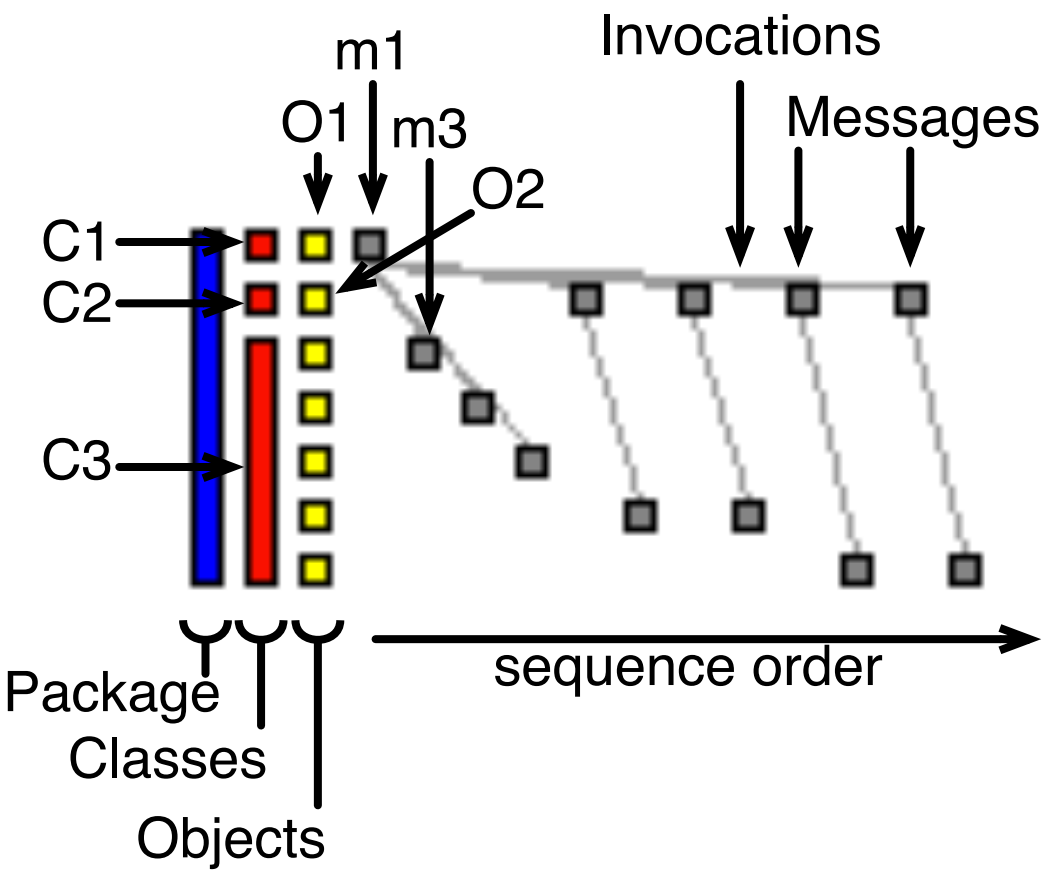 Invocations
m1
Messages
O1
m3
O2
C1
C2
C3
sequence order
Package
Classes
Objects